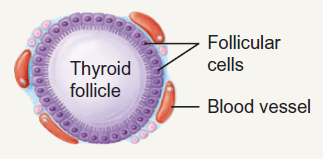 Thyroid
follicle
Follicular
cells
Blood vessel